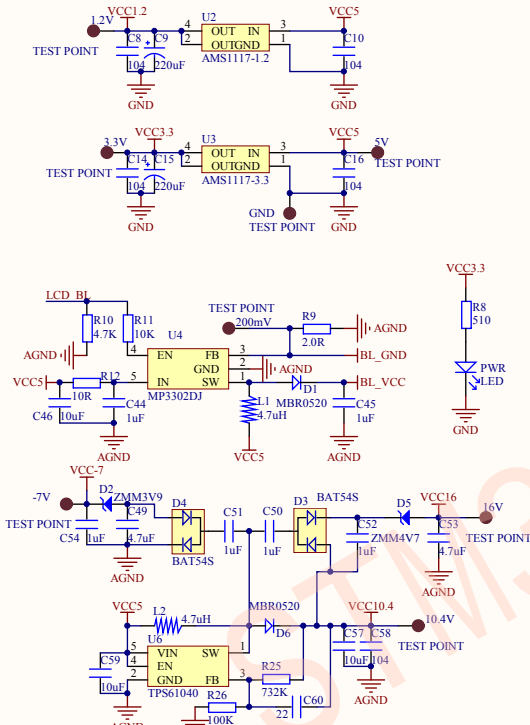 VCC1.2
VCC5
1.2V
U2
4
OUT IN
3
C8
C9
2
OUTGND
1
C10
TEST POINT
104
220uF
AMS1117-1.2
104
GND
GND
VCC3.3
VCC5
3.3V
U3
5V
4
OUT IN
3
TEST POINT
C14
C15
2
OUTGND
1
C16
TEST POINT
104
220uF
AMS1117-3.3
104
GND
TEST POINT
GND
GND
LCD_BL
R10
4.7K
R11
10K
U4
TEST POINT
200mV
R9
2.0R
AGND
VCC3.3
R8
510
AGND
4
EN
FB
3
GND
2
AGND
BL_GND
PWR
LED
VCC5
R12
10R
5
IN
SW
1
MP3302DJ
D1
MBR0520
BL_VCC
C46
10uF
C44
1uF
L1
4.7uH
C45
1uF
GND
AGND
VCC5
AGND
VCC-7
-7V
D2
ZMM3V9
D4
C51
C50
D3
BAT54S
D5
VCC16
16V
TEST POINT
C54
1uF
C49
4.7uF
1uF
1uF
C52
1uF
ZMM4V7
C53
4.7uF
TEST POINT
BAT54S
AGND
AGND
VCC5
L2
4.7uH
MBR0520
D6
VCC10.4
10.4V
TEST POINT
U6
C59
10uF
5
VIN
SW
1
4
EN
2
GND
FB
3
TPS61040
R25
732K
C57
10uF
C58
104
R26
100K
C60
22
AGND
AGND
STM3